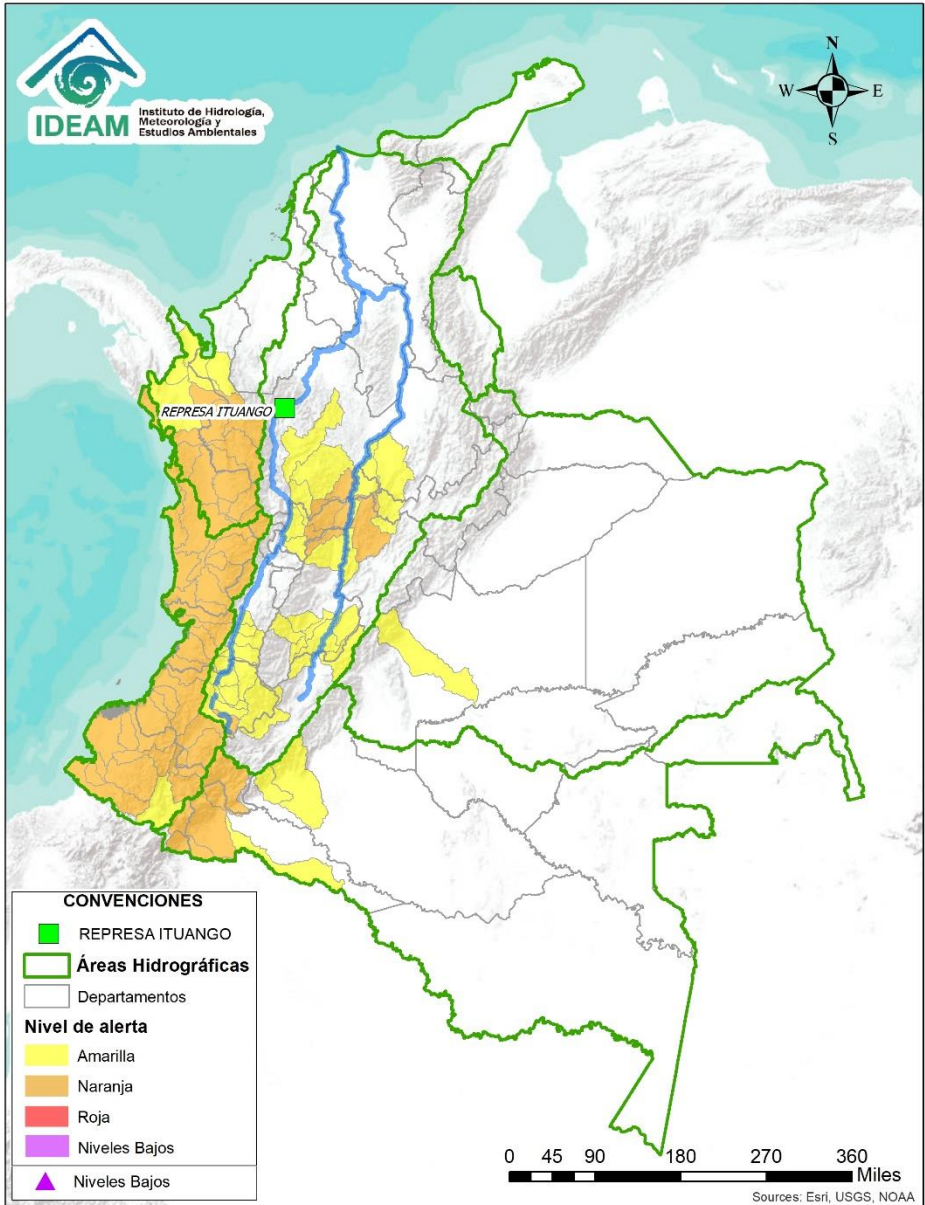 IDEAM
Instituto de Hidrología,
Meteorología y
Estudios Ambientales
N
W
E
S
REPRESA ITUANGO
CONVENCIONES
REPRESA ITUANGO
Áreas Hidrográficas
Departamentos
Nivel de alerta
Amarilla
Naranja
Roja
Niveles Bajos
Niveles Bajos
0 45 90 180 270 360
Miles
Sources: Esri, USGS, NOAA